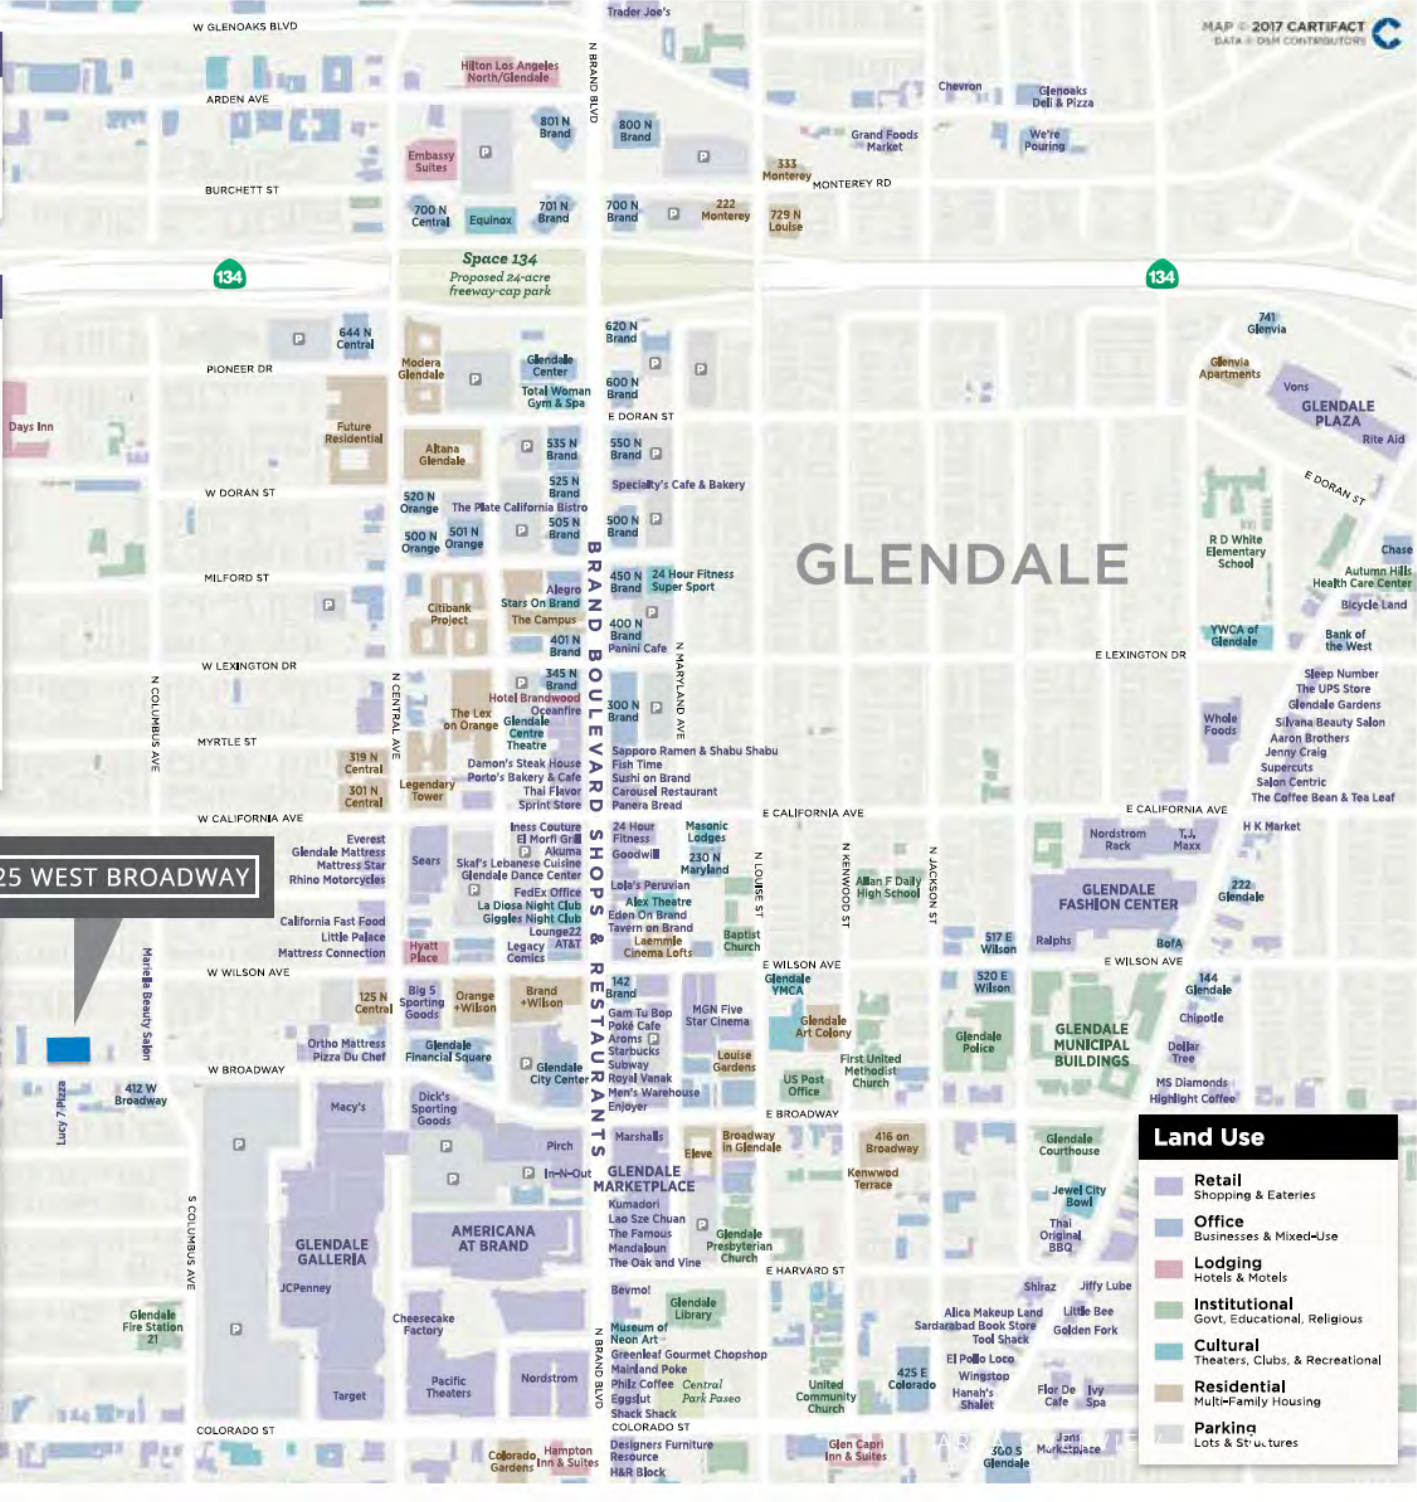 Trader Joe's
W GLENOAKS BLVD
MAP © 2017 CARTIFACT
DATA © OSM CONTRIBUTORS
N BRAND BLVD
Hilton Los Angeles
North/Glendale
ARDEN AVE
Chevron
Glenoaks
Deli & Pizza
801 N
Brand
800 N
Brand
Grand Foods
Market
We're
Pouring
Embassy
Suites
P
P
333
Monterey
MONTEREY RD
BURCHETT ST
700 N
Central
Equinox
701 N
Brand
700 N
Brand
P
222
Monterey
729 N
Louise
Space 134
Proposed 24-acre
freeway-cap park
134
134
644 N
Central
P
620 N
Brand
741
Glenvia
PIONEER DR
Modera
Glendale
P
Glendale
Center
P
P
Glenvia
Apartments
Total Woman
Gym & Spa
600 N
Brand
Vons
GLENDALE
PLAZA
Rite Aid
E DORAN ST
Days Inn
Future
Residential
Altana
Glendale
P
535 N
Brand
550 N
Brand
P
W DORAN ST
525 N
Brand
Specialty's Cafe & Bakery
E DORAN ST
520 N
Orange
The Plate California Bistro
500 N
Orange
501 N
Orange
P
505 N
Brand
500 N
Brand
P
R D White
Elementary
School
Chase
Autumn Hills
Health Care Center
Bicycle Land
BRAND BOULEVARD SHOPS & RESTAURANTS
GLENDALE
MILFORD ST
P
Citibank
Project
Alegro
Stars On Brand
The Campus
450 N
Brand
24 Hour Fitness
Super Sport
P
401 N
Brand
400 N
Brand
Panini Cafe
YWCA of
Glendale
Bank of
the West
W LEXINGTON DR
E LEXINGTON DR
N MARYLAND AVE
N COLUMBUS AVE
N CENTRAL AVE
P
345 N
Brand
Hotel Brandwood
Oceanfire
The Lex
on Orange
Glendale
Centre
Theatre
300 N
Brand
P
Sleep Number
The UPS Store
Glendale Gardens
Silvana Beauty Salon
Aaron Brothers
Jenny Craig
Supercuts
Salon Centric
The Coffee Bean & Tea Leaf
Whole
Foods
MYRTLE ST
319 N
Central
301 N
Central
Legendary
Tower
Damon's Steak House
Porto's Bakery & Cafe
Thai Flavor
Sprint Store
Sapporo Ramen & Shabu Shabu
Fish Time
Sushi on Brand
Carousel Restaurant
Panera Bread
W CALIFORNIA AVE
E CALIFORNIA AVE
E CALIFORNIA AVE
25 WEST BROADWAY
Everest
Glendale Mattress
Mattress Star
Rhino Motorcycles
Sears
Iness Couture
El Morfi Grill
P
Akuma
Skaf's Lebanese Cuisine
Glendale Dance Center
P
FedEx Office
La Diosa Night Club
Giggles Night Club
Lounge22
Legacy
Comics
AT&T
24 Hour
Fitness
Goodwill
Masonic
Lodges
230 N
Maryland
Lola's Peruvian
Alex Theatre
Eden On Brand
Tavern on Brand
Laemmle
Cinema Lofts
Baptist
Church
N LOUISE ST
N KENWOOD ST
N JACKSON ST
Allan F Daily
High School
Nordstrom
Rack
T.J.
Maxx
H K Market
GLENDALE
FASHION CENTER
222
Glendale
Ralphs
BofA
California Fast Food
Little Palace
Mattress Connection
Hyatt
Place
517 E
Wilson
Mariella Beauty Salon
W WILSON AVE
E WILSON AVE
E WILSON AVE
125 N
Central
Big 5
Sporting
Goods
Orange
+Wilson
Brand
+Wilson
142
Brand
Glendale
YMCA
520 E
Wilson
144
Glendale
Gam Tu Bop
Poké Cafe
Aroms
P
Starbucks
Subway
Royal Vanak
Men's Warehouse
Enjoyer
MGN Five
Star Cinema
Glendale
Art Colony
Glendale
Police
GLENDALE
MUNICIPAL
BUILDINGS
Chipotle
Dollar
Tree
MS Diamonds
Highlight Coffee
Ortho Mattress
Pizza Du Chef
Glendale
Financial Square
P
Glendale
City Center
Louise
Gardens
First United
Methodist
Church
US Post
Office
W BROADWAY
E BROADWAY
Lucy 7 Pizza
412 W
Broadway
Macy's
Dick's
Sporting
Goods
P
P
P
Pirch
P
In-N-Out
Marshalls
GLENDALE
MARKETPLACE
Eleve
Broadway
in Glendale
416 on
Broadway
Kenwwod
Terrace
Glendale
Courthouse
Jewel City
Bowl
Thai
Original
BBQ
S COLUMBUS AVE
GLENDALE
GALLERIA
AMERICANA
AT BRAND
Kumadori
Lao Sze Chuan
The Famous
Mandaloun
The Oak and Vine
P
Glendale
Presbyterian
Church
E HARVARD ST
JCPenney
Bevmo!
Glendale
Library
Shiraz
Jiffy Lube
Glendale
Fire Station
21
P
Cheesecake
Factory
Museum of
Neon Art
Greenleaf Gourmet Chopshop
Mainland Poke
Philz Coffee
Eggslut
Shack Shack
Central
Park Paseo
N BRAND BLVD
Alica Makeup Land
Sardarabad Book Store
Tool Shack
Little Bee
Golden Fork
El Pollo Loco
Wingstop
Hanah's
Shalet
Flor De
Cafe
Ivy
Spa
425 E
Colorado
United
Community
Church
Target
Pacific
Theaters
Nordstrom
COLORADO ST
COLORADO ST
Colorado
Gardens
Hampton
Inn & Suites
Designers Furniture
Resource
H&R Block
Glen Capri
Inn & Suites
300 S
Glendale
Jons
Marketplace
Land Use
Retail
Shopping & Eateries
Office
Businesses & Mixed-Use
Lodging
Hotels & Motels
Institutional
Govt, Educational, Religious
Cultural
Theaters, Clubs, & Recreational
Residential
Multi-Family Housing
Parking
Lots & Structures